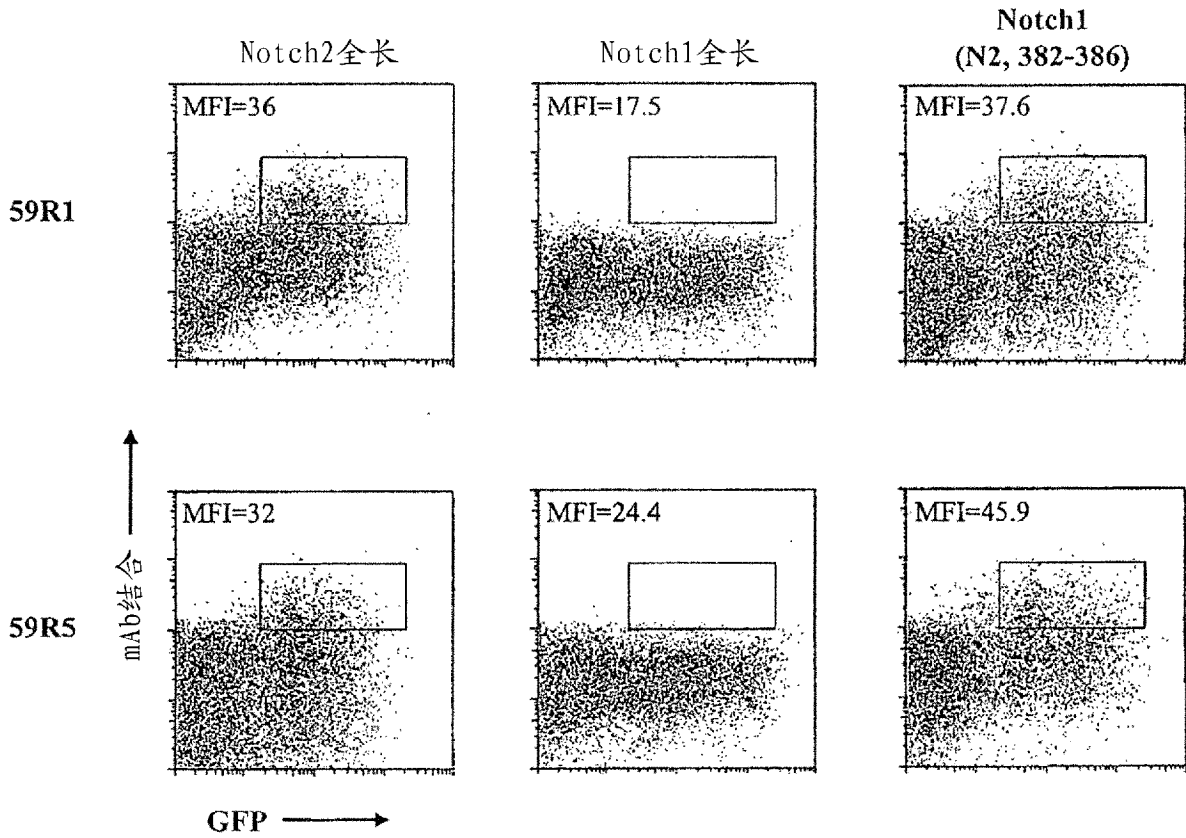 Notch2全长
Notch1全长
Notch1
(N2, 382-386)
59R1
MFI=36
MFI=17.5
MFI=37.6
59R5
MFI=32
MFI=24.4
MFI=45.9
mAb结合
GFP